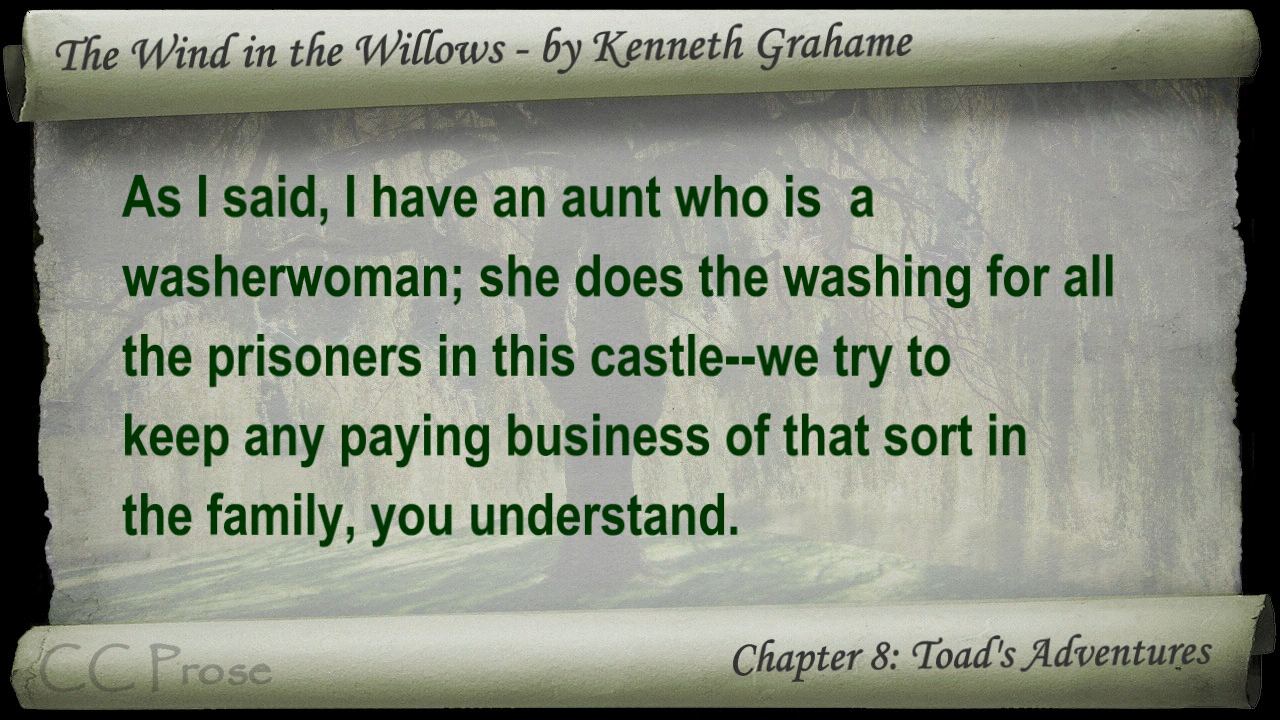 The Wind in the Willows - by Kenneth Grahame
As I said, I have an aunt who is  a
washerwoman; she does the washing for all
the prisoners in this castle--we try to
keep any paying business of that sort in
the family, you understand.
CC Prose
Chapter 8: Toad's Adventures